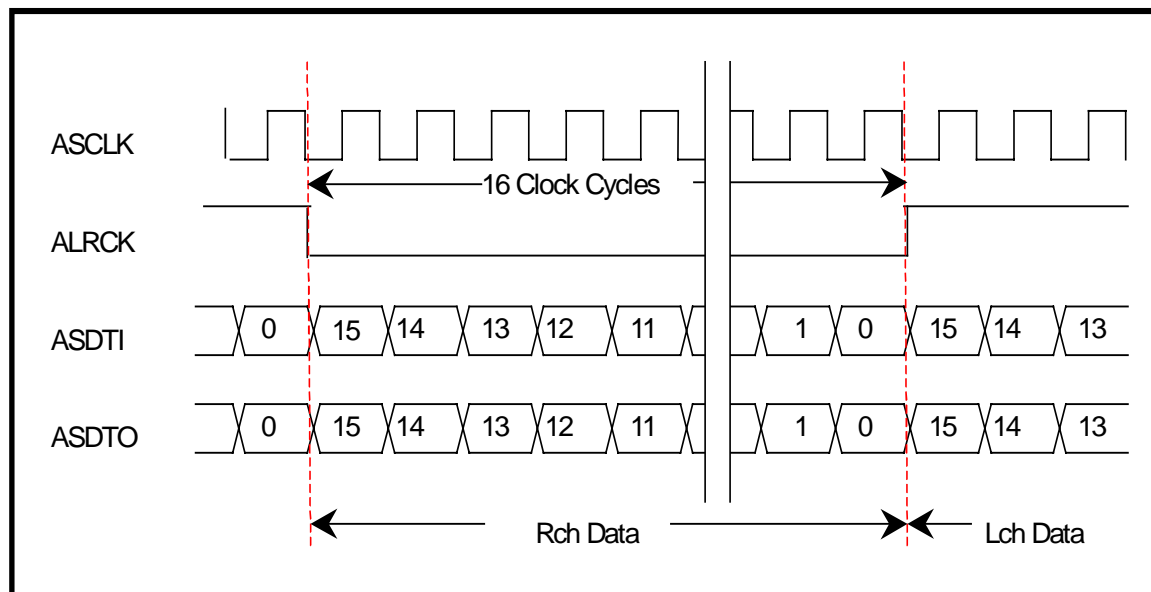 ASCLK
16 Clock Cycles
ALRCK
ASDTI 0 15 14 13 12 11 1 0 15 14 13
ASDTO 0 15 14 13 12 11 1 0 15 14 13
Rch Data Lch Data